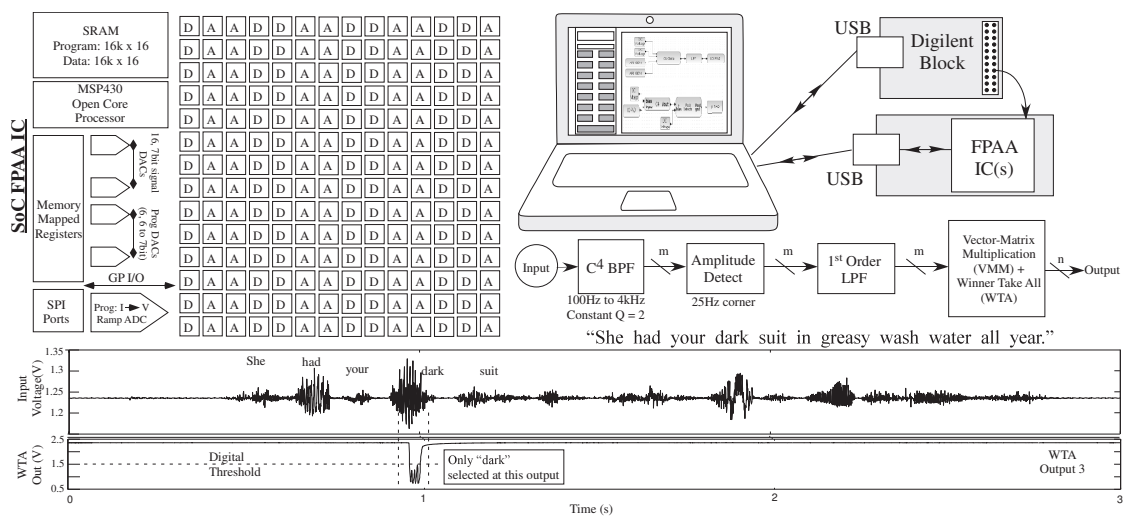 SoC FPAA IC
SRAM
Program: 16k x 16
Data: 16k x 16
MSP430
Open Core
Processor
Memory
Mapped
Registers
16, 7bit signal
DACs
Prog DACs
(6, 6 to 7bit)
GP I/O
SPI
Ports
Prog: I V
Ramp ADC
D A A D D A A D D A A D D A
D A A D D A A D D A A D D A
D A A D D A A D D A A D D A
D A A D D A A D D A A D D A
D A A D D A A D D A A D D A
D A A D D A A D D A A D D A
D A A D D A A D D A A D D A
D A A D D A A D D A A D D A
D A A D D A A D D A A D D A
D A A D D A A D D A A D D A
D A A D D A A D D A A D D A
D A A D D A A D D A A D D A
D A A D D A A D D A A D D A
D A A D D A A D D A A D D A
USB
Digilent
Block
USB
FPAA
IC(s)
Input
C4 BPF
100Hz to 4kHz
Constant Q = 2
m
Amplitude
Detect
25Hz corner
m
1st Order
LPF
m
Vector-Matrix
Multiplication
(VMM) +
Winner Take All
(WTA)
n
Output
“She had your dark suit in greasy wash water all year.”
Input
Voltage(V)
1.35
1.3
1.25
1.2
She had your dark suit
WTA
Out (V)
2.5
1.5
0.5
Digital
Threshold
Only “dark”
selected at this output
WTA
Output 3
0 1 2 3
Time (s)